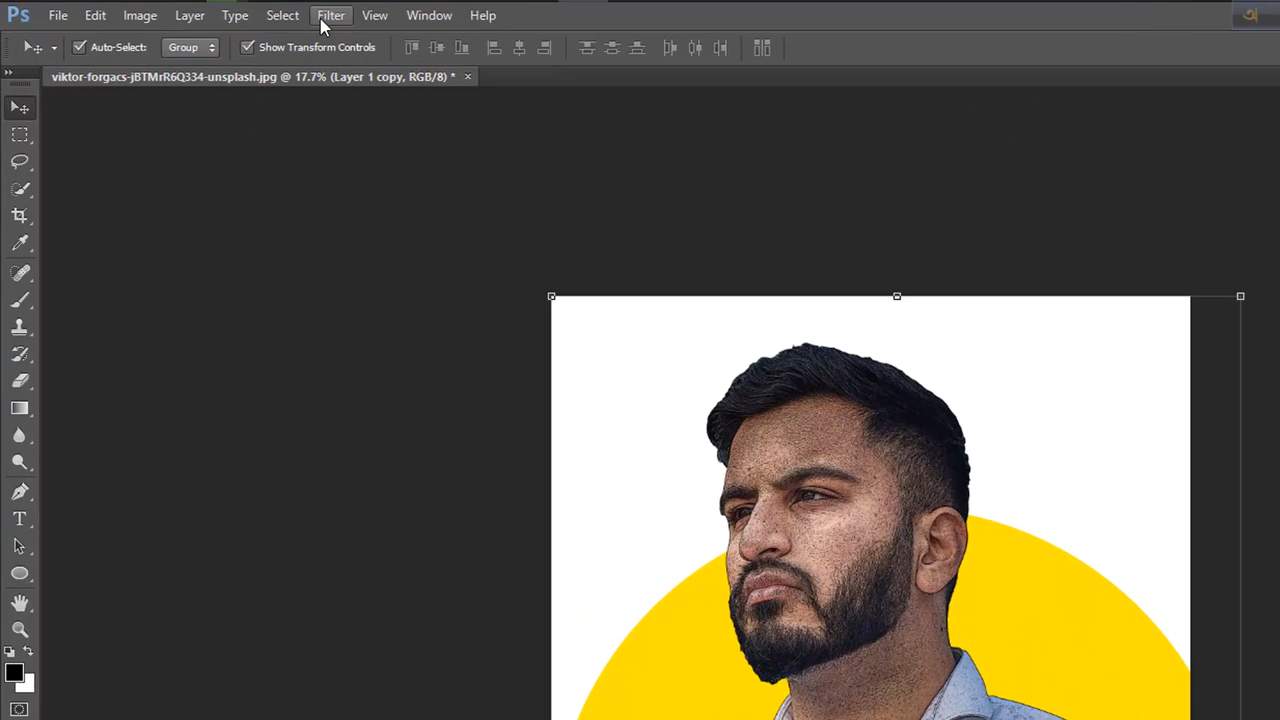 Ps File Edit Image Layer Type Select Filter View Window Help
Auto-Select: Group Show Transform Controls
viktor-forgacs-jBTMrR6Q334-unsplash.jpg @ 17.7% (Layer 1 copy, RGB/8) *